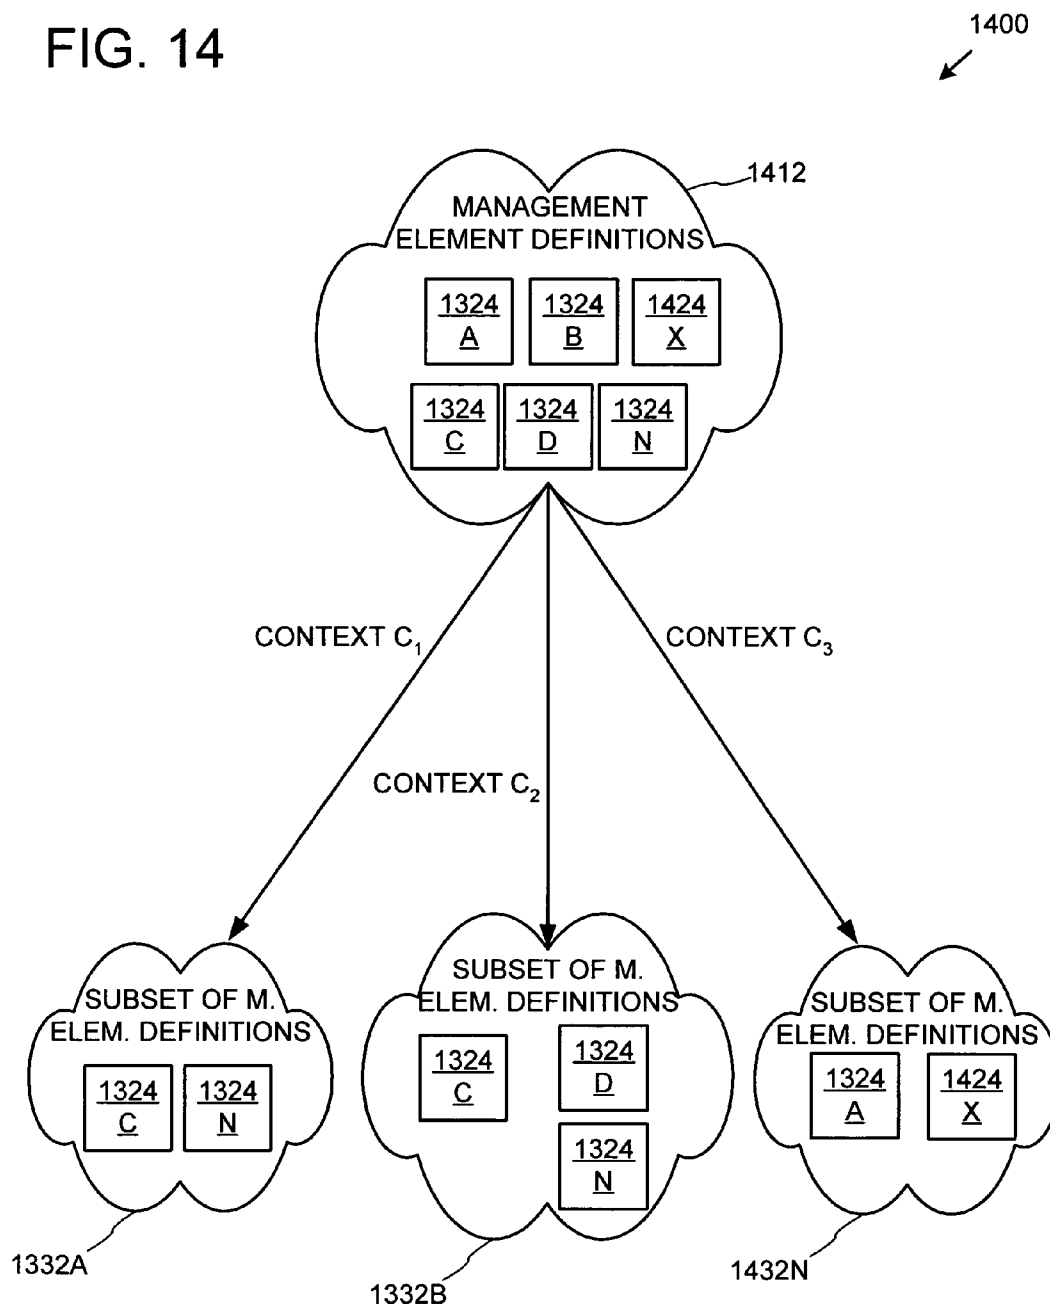 FIG. 14
1400
1412
MANAGEMENT
ELEMENT DEFINITIONS
1324
A
1324
B
1424
X
1324
C
1324
D
1324
N
CONTEXT C₁
CONTEXT C₃
CONTEXT C₂
SUBSET OF M.
ELEM. DEFINITIONS
1324
C
1324
N
1332A
SUBSET OF M.
ELEM. DEFINITIONS
1324
C
1324
D
1324
N
1332B
SUBSET OF M.
ELEM. DEFINITIONS
1324
A
1424
X
1432N